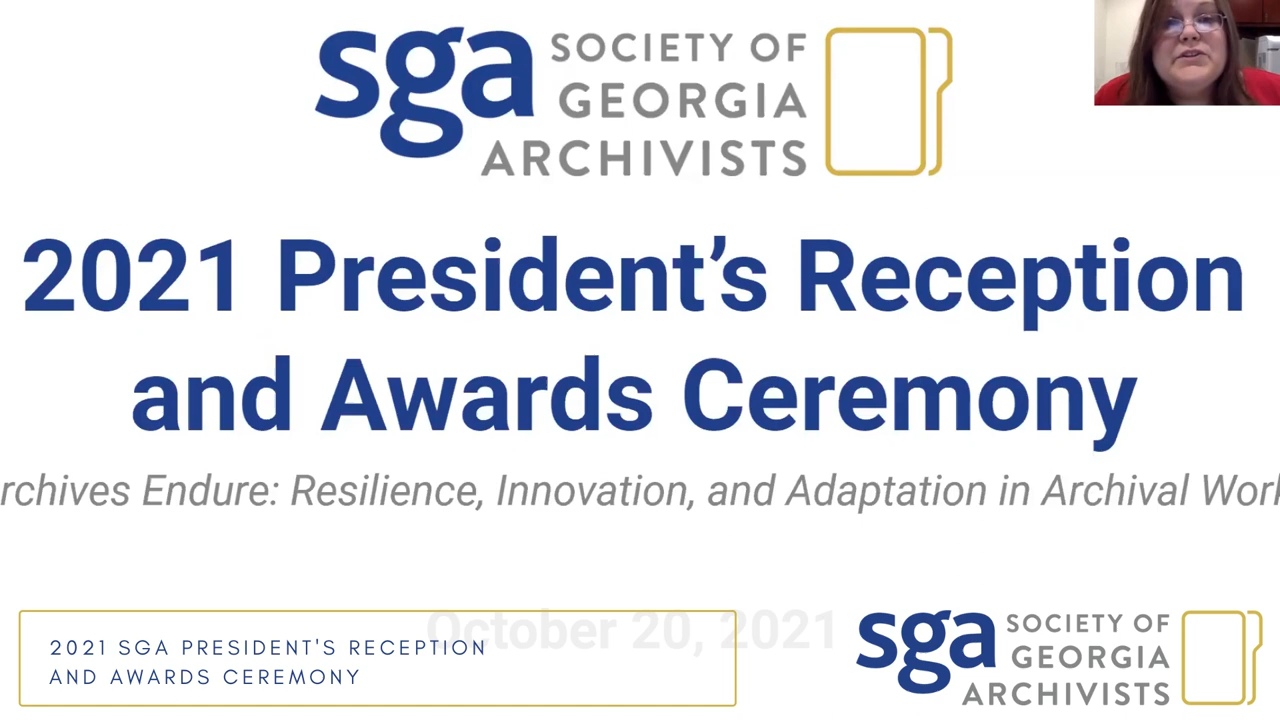 sga SOCIETY OF
GEORGIA
ARCHIVISTS
2021 President’s Reception
and Awards Ceremony
rchives Endure: Resilience, Innovation, and Adaptation in Archival Work
October 20, 2021
2021 SGA PRESIDENT'S RECEPTION
AND AWARDS CEREMONY
sga SOCIETY OF
GEORGIA
ARCHIVISTS